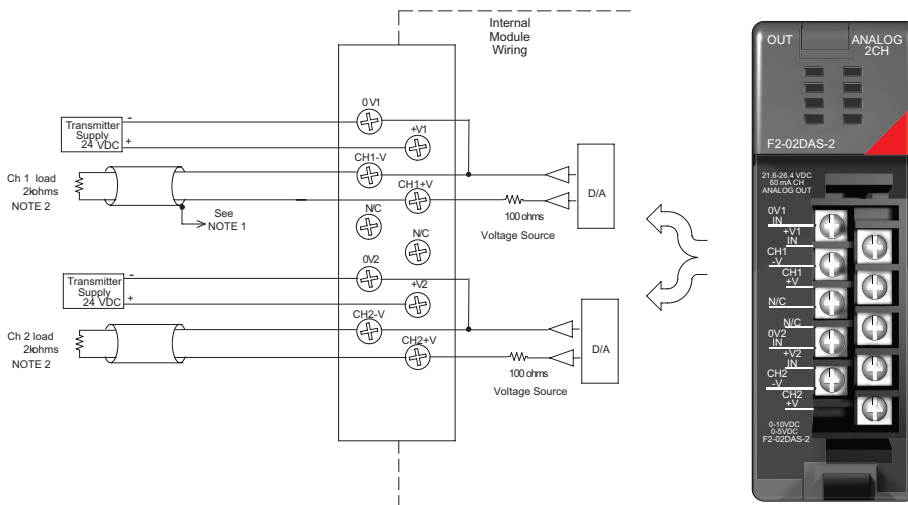 Internal
Module
Wiring
0V1
-
Transmitter
Supply
24 VDC
+
+V1
CH1-V
Ch 1 load
2kohms
NOTE 2
See
NOTE 1
CH1+V
N/C
100 ohms
Voltage Source
D/A
N/C
0V2
-
Transmitter
Supply
24 VDC
+
+V2
CH2-V
Ch 2 load
2kohms
NOTE 2
CH2+V
100 ohms
Voltage Source
D/A
OUT
ANALOG
2CH
F2-02DAS-2
21.6-26.4 VDC
60 mA CH
ANALOG OUT
0V1
IN
+V1
IN
CH1
-V
CH1
+V
N/C
N/C
0V2
IN
+V2
IN
CH2
-V
CH2
+V
0-10VDC
0-5VDC
F2-02DAS-2